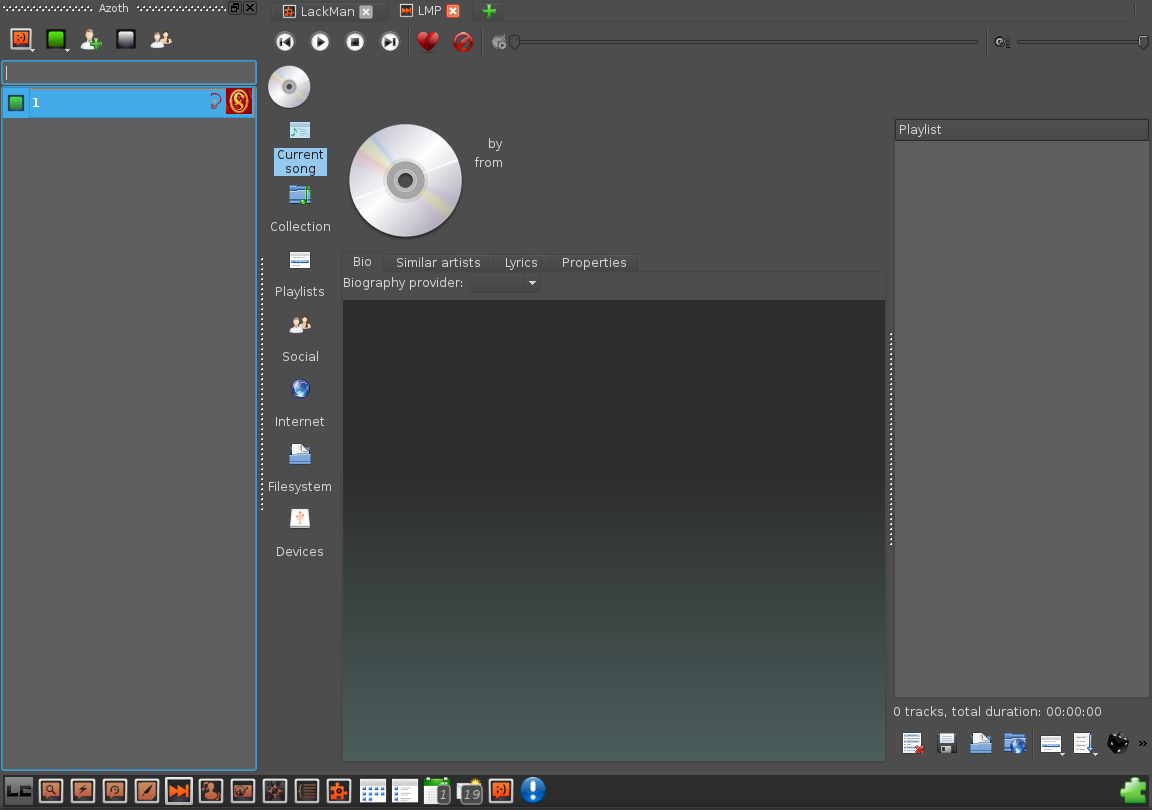 Azoth
LackMan
LMP
1
Current
song
Collection
Playlists
Social
Internet
Filesystem
Devices
by
from
Bio
Similar artists
Lyrics
Properties
Biography provider:
Playlist
0 tracks, total duration: 00:00:00
»
LC
1
19